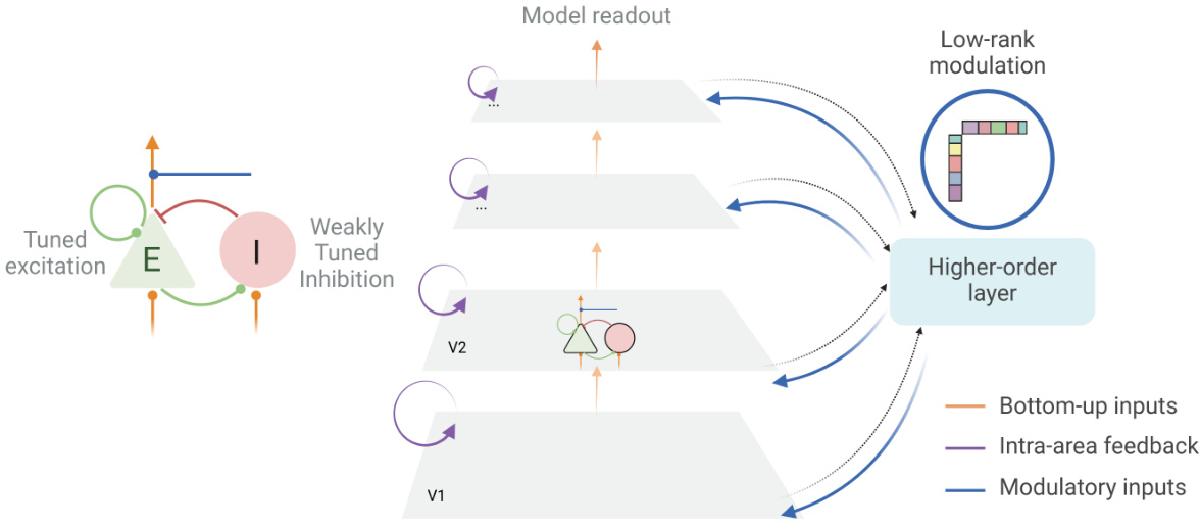 Model readout
Low-rank
modulation
...
...
Tuned
excitation
E
I
Weakly
Tuned
Inhibition
Higher-order
layer
V2
V1
Bottom-up inputs
Intra-area feedback
Modulatory inputs